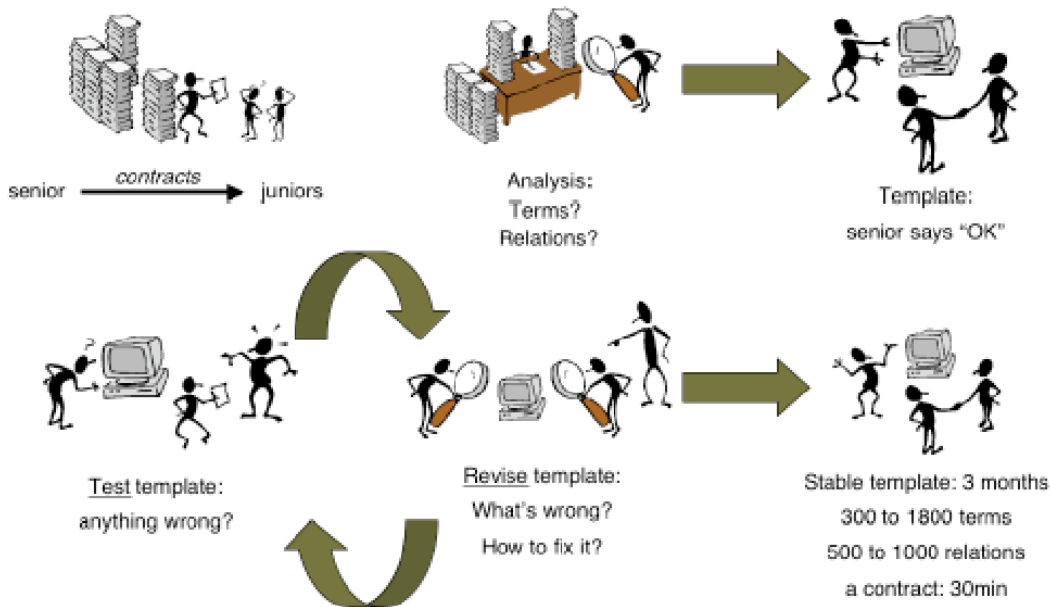 contracts
senior
juniors
Analysis:
Terms?
Relations?
Template:
senior says “OK”
Test template:
anything wrong?
Revise template:
What's wrong?
How to fix it?
Stable template: 3 months
300 to 1800 terms
500 to 1000 relations
a contract: 30min